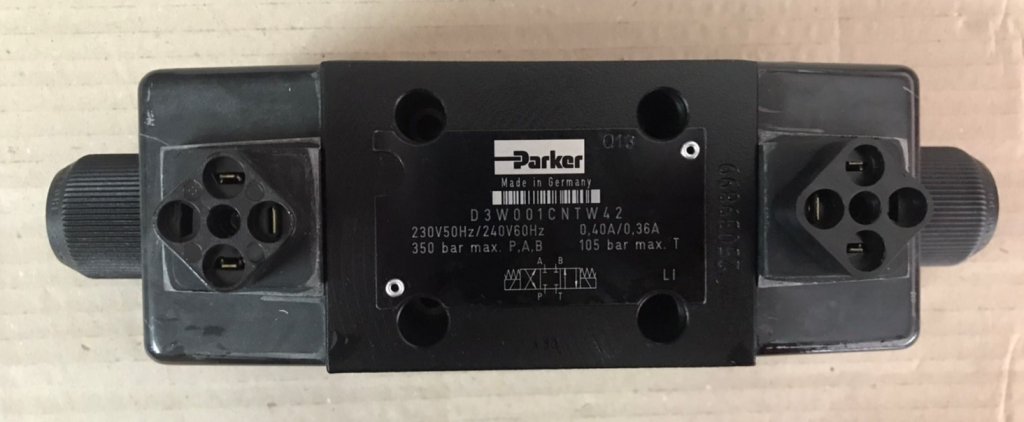 Parker
Q13
Made in Germany
D3W001CNTW42
230V50Hz/240V60Hz 0,40A/0,36A
350 bar max. P,A,B 105 bar max. T
A B
P T
LI